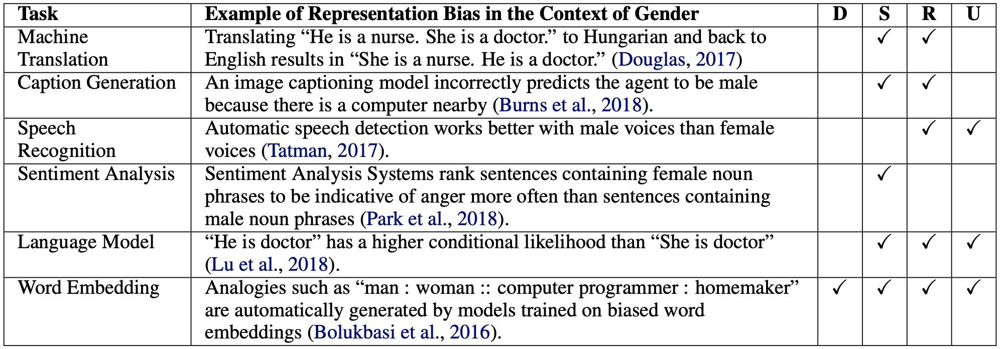 Task Example of Representation Bias in the Context of Gender D S R U
Machine Translating “He is a nurse. She is a doctor.” to Hungarian and back to ✓ ✓
Translation English results in “She is a nurse. He is a doctor.” (Douglas, 2017)
Caption Generation An image captioning model incorrectly predicts the agent to be male ✓ ✓
because there is a computer nearby (Burns et al., 2018).
Speech Automatic speech detection works better with male voices than female ✓ ✓
Recognition voices (Tatman, 2017).
Sentiment Analysis Sentiment Analysis Systems rank sentences containing female noun ✓
phrases to be indicative of anger more often than sentences containing
male noun phrases (Park et al., 2018).
Language Model “He is doctor” has a higher conditional likelihood than “She is doctor” ✓ ✓ ✓
(Lu et al., 2018).
Word Embedding Analogies such as “man : woman :: computer programmer : homemaker” ✓ ✓ ✓ ✓
are automatically generated by models trained on biased word
embeddings (Bolukbasi et al., 2016).